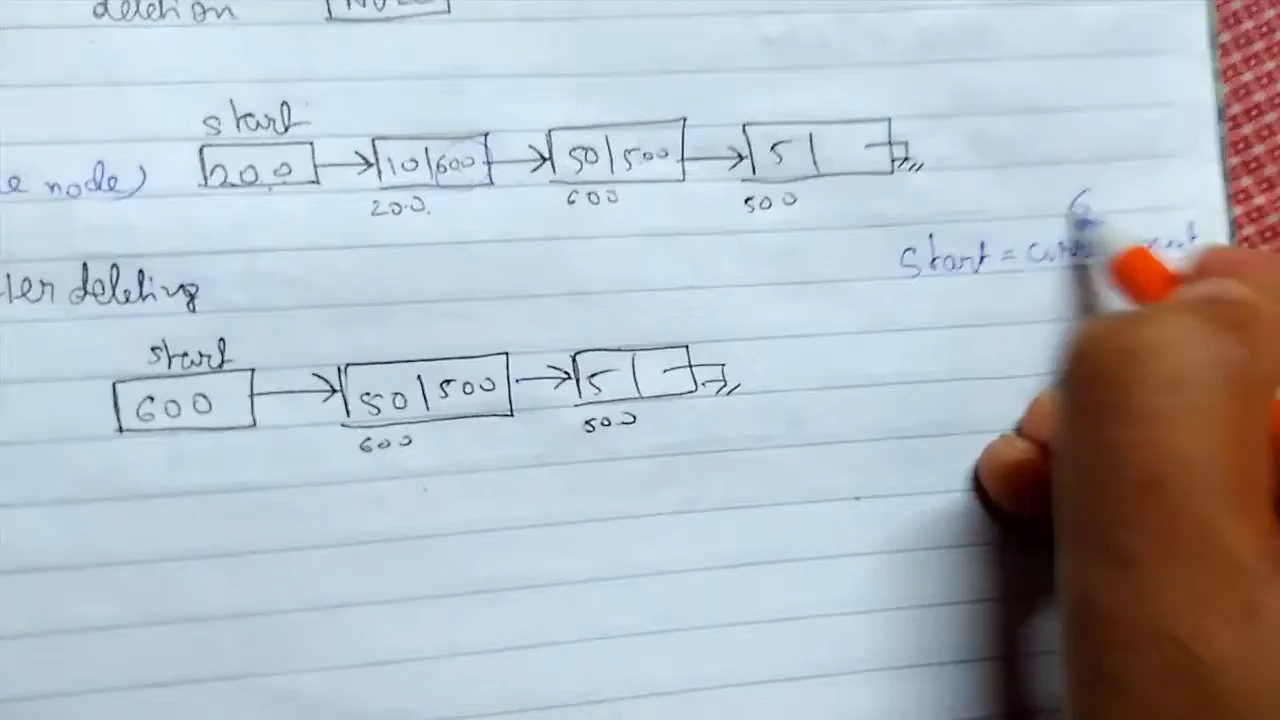 deletion NULL
start
200 10 600 50 500 5
e node)
200 600 500
start =
ter deleting
start
600 50 500 5
600 500